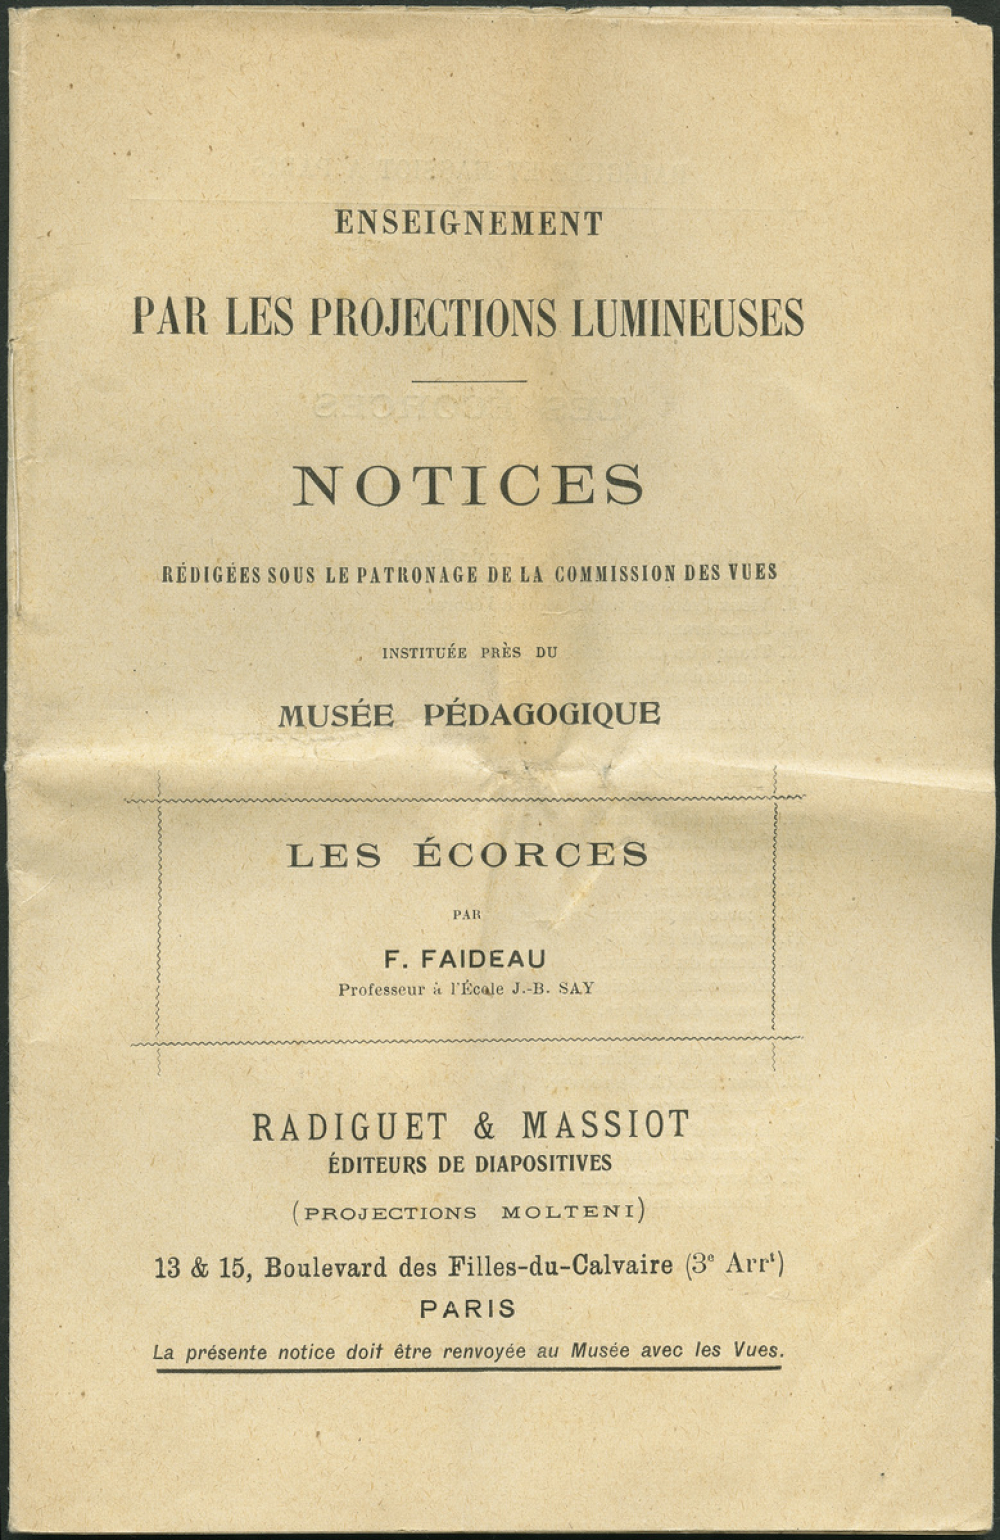 ENSEIGNEMENT
PAR LES PROJECTIONS LUMINEUSES
NOTICES
RÉDIGÉES SOUS LE PATRONAGE DE LA COMMISSION DES VUES
INSTITUÉE PRÈS DU
MUSÉE PÉDAGOGIQUE
LES ÉCORCES
PAR
F. FAIDEAU
Professeur à l'École J.-B. SAY
RADIGUET & MASSIOT
ÉDITEURS DE DIAPOSITIVES
(PROJECTIONS MOLTENI)
13 & 15, Boulevard des Filles-du-Calvaire (3e Arrt)
PARIS
La présente notice doit être renvoyée au Musée avec les Vues.